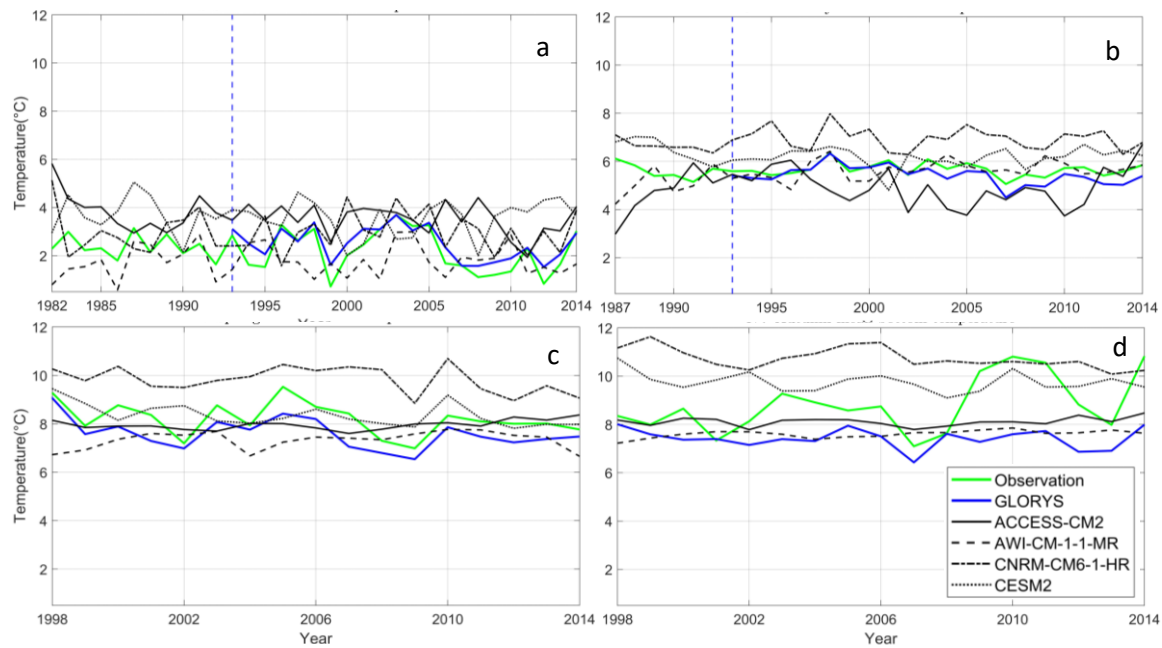 12
10
8
6
4
2
Temperature(°C)
a
1982 1985 1990 1995 2000 2005 2010 2014
12
10
8
6
4
2
Temperature(°C)
b
1987 1990 1995 2000 2005 2010 2014
12
10
8
6
4
2
Temperature(°C)
c
1998 2002 2006 2010 2014
Year
12
10
8
6
4
2
d
Observation
GLORYS
ACCESS-CM2
AWI-CM-1-1-MR
CNRM-CM6-1-HR
CESM2
1998 2002 2006 2010 2014
Year